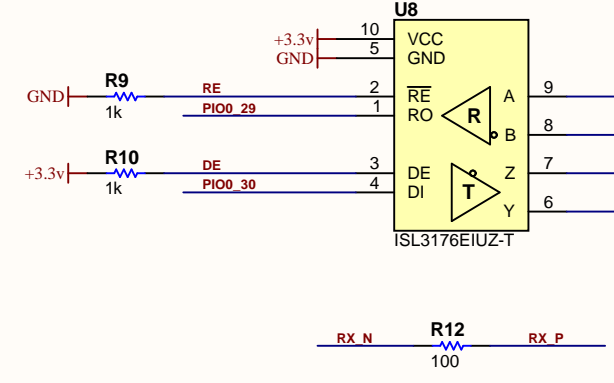 U8
+3.3v 10 VCC
GND 5 GND
R9
GND RE 2 RE A 9
1k PIO0_29 1 RO R
B 8
R10
+3.3v DE 3 DE Z 7
1k PIO0_30 4 DI T
Y 6
ISL3176EIUZ-T
R12
RX_N RX_P
100